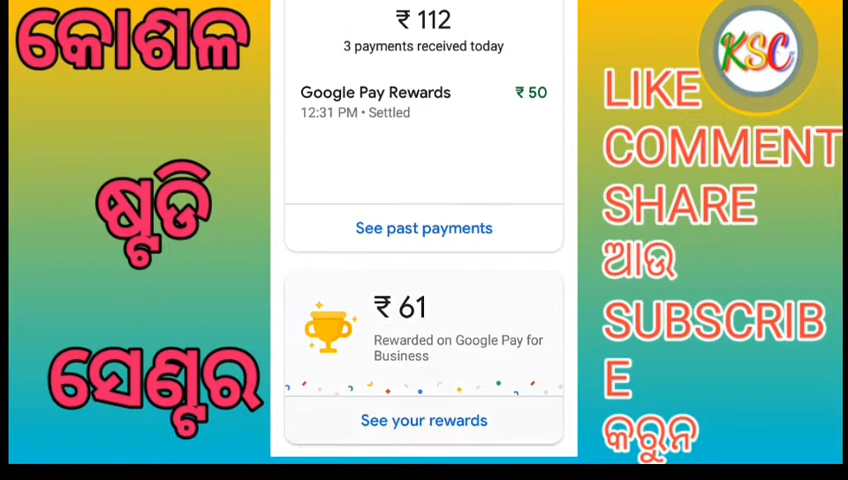 କୋଶଳ
ଷ୍ଟଡି
ସେଣ୍ଟର
₹ 112
3 payments received today
Google Pay Rewards ₹ 50
12:31 PM • Settled
See past payments
₹ 61
Rewarded on Google Pay for
Business
See your rewards
KSC
LIKE
COMMENT
SHARE
ଆଉ
SUBSCRIB
E
କରୁନ